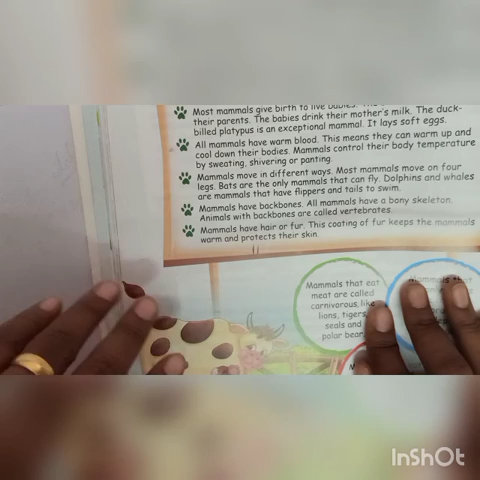 Most mammals give birth to live babies.
their parents. The babies drink their mother's milk. The duck-
billed platypus is an exceptional mammal. It lays soft eggs.
All mammals have warm blood. This means they can warm up and
cool down their bodies. Mammals control their body temperature
by sweating, shivering or panting.
Mammals move in different ways. Most mammals move on four
legs. Bats are the only mammals that can fly. Dolphins and whales
are mammals that have flippers and tails to swim.
Mammals have backbones. All mammals have a bony skeleton.
Animals with backbones are called vertebrates.
Mammals have hair or fur. This coating of fur keeps the mammals
warm and protects their skin.
Mammals that eat
meat are called
carnivorous, like
lions, tigers,
seals and
polar bear
Mammals that
InShOt